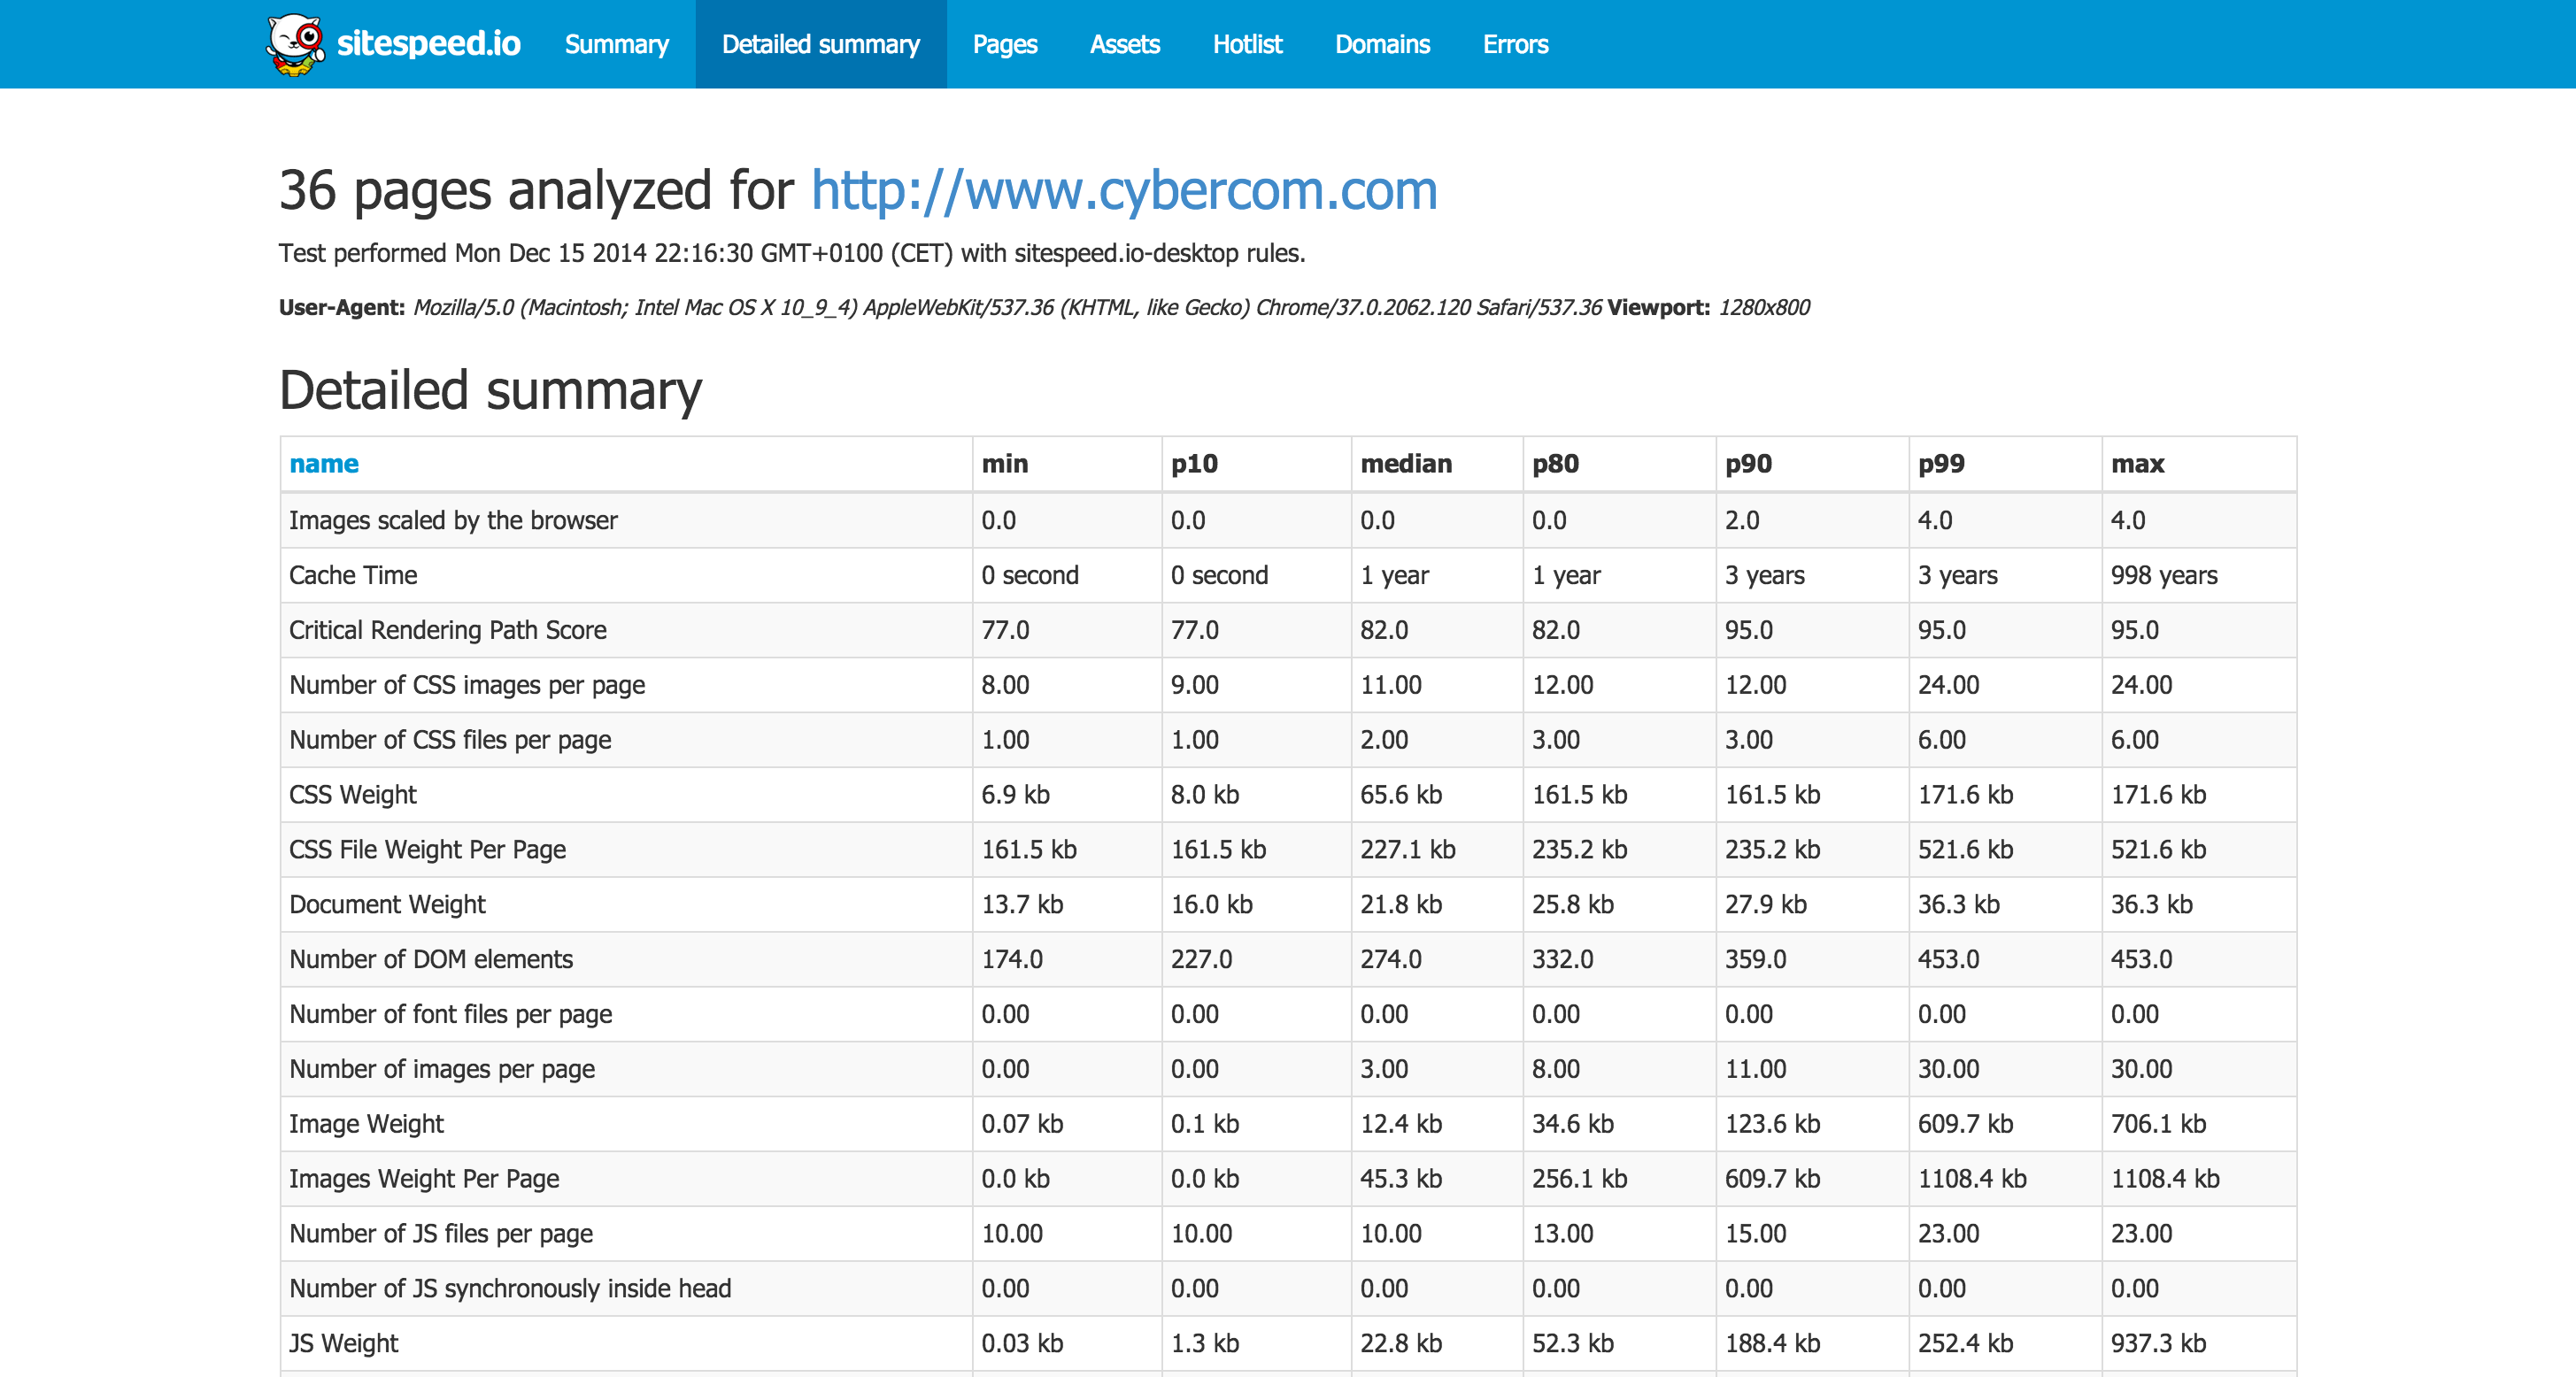 sitespeed.io Summary Detailed summary Pages Assets Hotlist Domains Errors
36 pages analyzed for http://www.cybercom.com
Test performed Mon Dec 15 2014 22:16:30 GMT+0100 (CET) with sitespeed.io-desktop rules.
User-Agent: Mozilla/5.0 (Macintosh; Intel Mac OS X 10_9_4) AppleWebKit/537.36 (KHTML, like Gecko) Chrome/37.0.2062.120 Safari/537.36 Viewport: 1280x800
Detailed summary
name min p10 median p80 p90 p99 max
Images scaled by the browser 0.0 0.0 0.0 0.0 2.0 4.0 4.0
Cache Time 0 second 0 second 1 year 1 year 3 years 3 years 998 years
Critical Rendering Path Score 77.0 77.0 82.0 82.0 95.0 95.0 95.0
Number of CSS images per page 8.00 9.00 11.00 12.00 12.00 24.00 24.00
Number of CSS files per page 1.00 1.00 2.00 3.00 3.00 6.00 6.00
CSS Weight 6.9 kb 8.0 kb 65.6 kb 161.5 kb 161.5 kb 171.6 kb 171.6 kb
CSS File Weight Per Page 161.5 kb 161.5 kb 227.1 kb 235.2 kb 235.2 kb 521.6 kb 521.6 kb
Document Weight 13.7 kb 16.0 kb 21.8 kb 25.8 kb 27.9 kb 36.3 kb 36.3 kb
Number of DOM elements 174.0 227.0 274.0 332.0 359.0 453.0 453.0
Number of font files per page 0.00 0.00 0.00 0.00 0.00 0.00 0.00
Number of images per page 0.00 0.00 3.00 8.00 11.00 30.00 30.00
Image Weight 0.07 kb 0.1 kb 12.4 kb 34.6 kb 123.6 kb 609.7 kb 706.1 kb
Images Weight Per Page 0.0 kb 0.0 kb 45.3 kb 256.1 kb 609.7 kb 1108.4 kb 1108.4 kb
Number of JS files per page 10.00 10.00 10.00 13.00 15.00 23.00 23.00
Number of JS synchronously inside head 0.00 0.00 0.00 0.00 0.00 0.00 0.00
JS Weight 0.03 kb 1.3 kb 22.8 kb 52.3 kb 188.4 kb 252.4 kb 937.3 kb